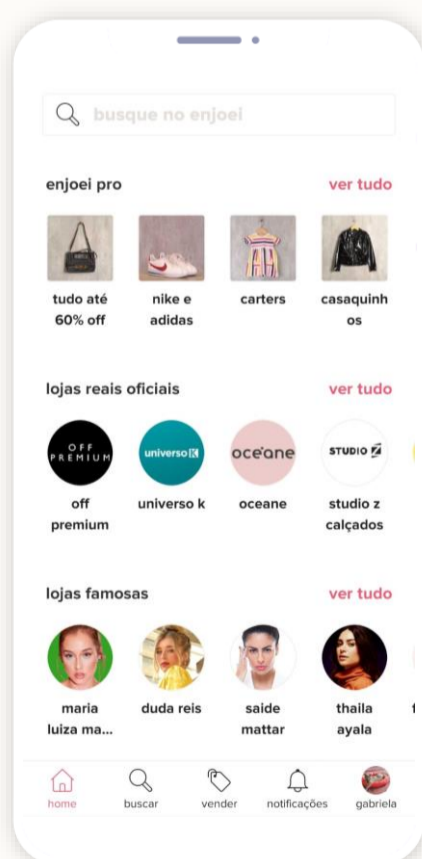 busque no enjoei
enjoei pro
ver tudo
tudo até
60% off
nike e
adidas
carters
casaquinh
os
lojas reais oficiais
ver tudo
OFF
PREMIUM
universo K
océane
STUDIO Z
off
premium
universo k
oceane
studio z
calçados
lojas famosas
ver tudo
maria
luiza ma...
duda reis
saide
mattar
thaila
ayala
f
home
buscar
vender
notificações
gabriela